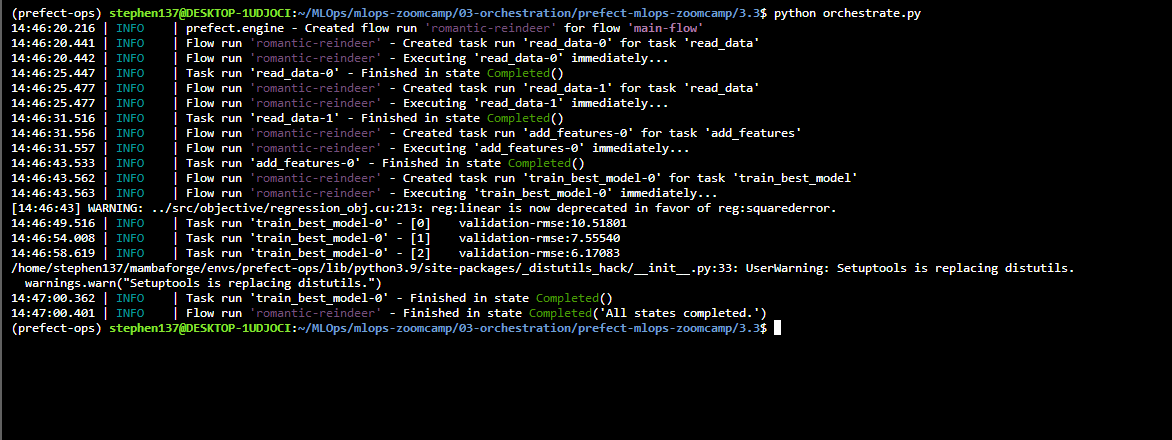 (prefect-ops) stephen137@DESKTOP-1UDJOCI:~/MLOps/mlops-zoomcamp/03-orchestration/prefect-mlops-zoomcamp/3.3$ python orchestrate.py
14:46:20.216 | INFO    | prefect.engine - Created flow run 'romantic-reindeer' for flow 'main-flow'
14:46:20.441 | INFO    | Flow run 'romantic-reindeer' - Created task run 'read_data-0' for task 'read_data'
14:46:20.442 | INFO    | Flow run 'romantic-reindeer' - Executing 'read_data-0' immediately...
14:46:25.447 | INFO    | Task run 'read_data-0' - Finished in state Completed()
14:46:25.477 | INFO    | Flow run 'romantic-reindeer' - Created task run 'read_data-1' for task 'read_data'
14:46:25.477 | INFO    | Flow run 'romantic-reindeer' - Executing 'read_data-1' immediately...
14:46:31.516 | INFO    | Task run 'read_data-1' - Finished in state Completed()
14:46:31.556 | INFO    | Flow run 'romantic-reindeer' - Created task run 'add_features-0' for task 'add_features'
14:46:31.557 | INFO    | Flow run 'romantic-reindeer' - Executing 'add_features-0' immediately...
14:46:43.533 | INFO    | Task run 'add_features-0' - Finished in state Completed()
14:46:43.562 | INFO    | Flow run 'romantic-reindeer' - Created task run 'train_best_model-0' for task 'train_best_model'
14:46:43.563 | INFO    | Flow run 'romantic-reindeer' - Executing 'train_best_model-0' immediately...
[14:46:43] WARNING: ../src/objective/regression_obj.cu:213: reg:linear is now deprecated in favor of reg:squarederror.
14:46:49.516 | INFO    | Task run 'train_best_model-0' - [0]    validation-rmse:10.51801
14:46:54.008 | INFO    | Task run 'train_best_model-0' - [1]    validation-rmse:7.55540
14:46:58.619 | INFO    | Task run 'train_best_model-0' - [2]    validation-rmse:6.17083
/home/stephen137/mambaforge/envs/prefect-ops/lib/python3.9/site-packages/_distutils_hack/__init__.py:33: UserWarning: Setuptools is replacing distutils.
  warnings.warn("Setuptools is replacing distutils.")
14:47:00.362 | INFO    | Task run 'train_best_model-0' - Finished in state Completed()
14:47:00.401 | INFO    | Flow run 'romantic-reindeer' - Finished in state Completed('All states completed.')
(prefect-ops) stephen137@DESKTOP-1UDJOCI:~/MLOps/mlops-zoomcamp/03-orchestration/prefect-mlops-zoomcamp/3.3$